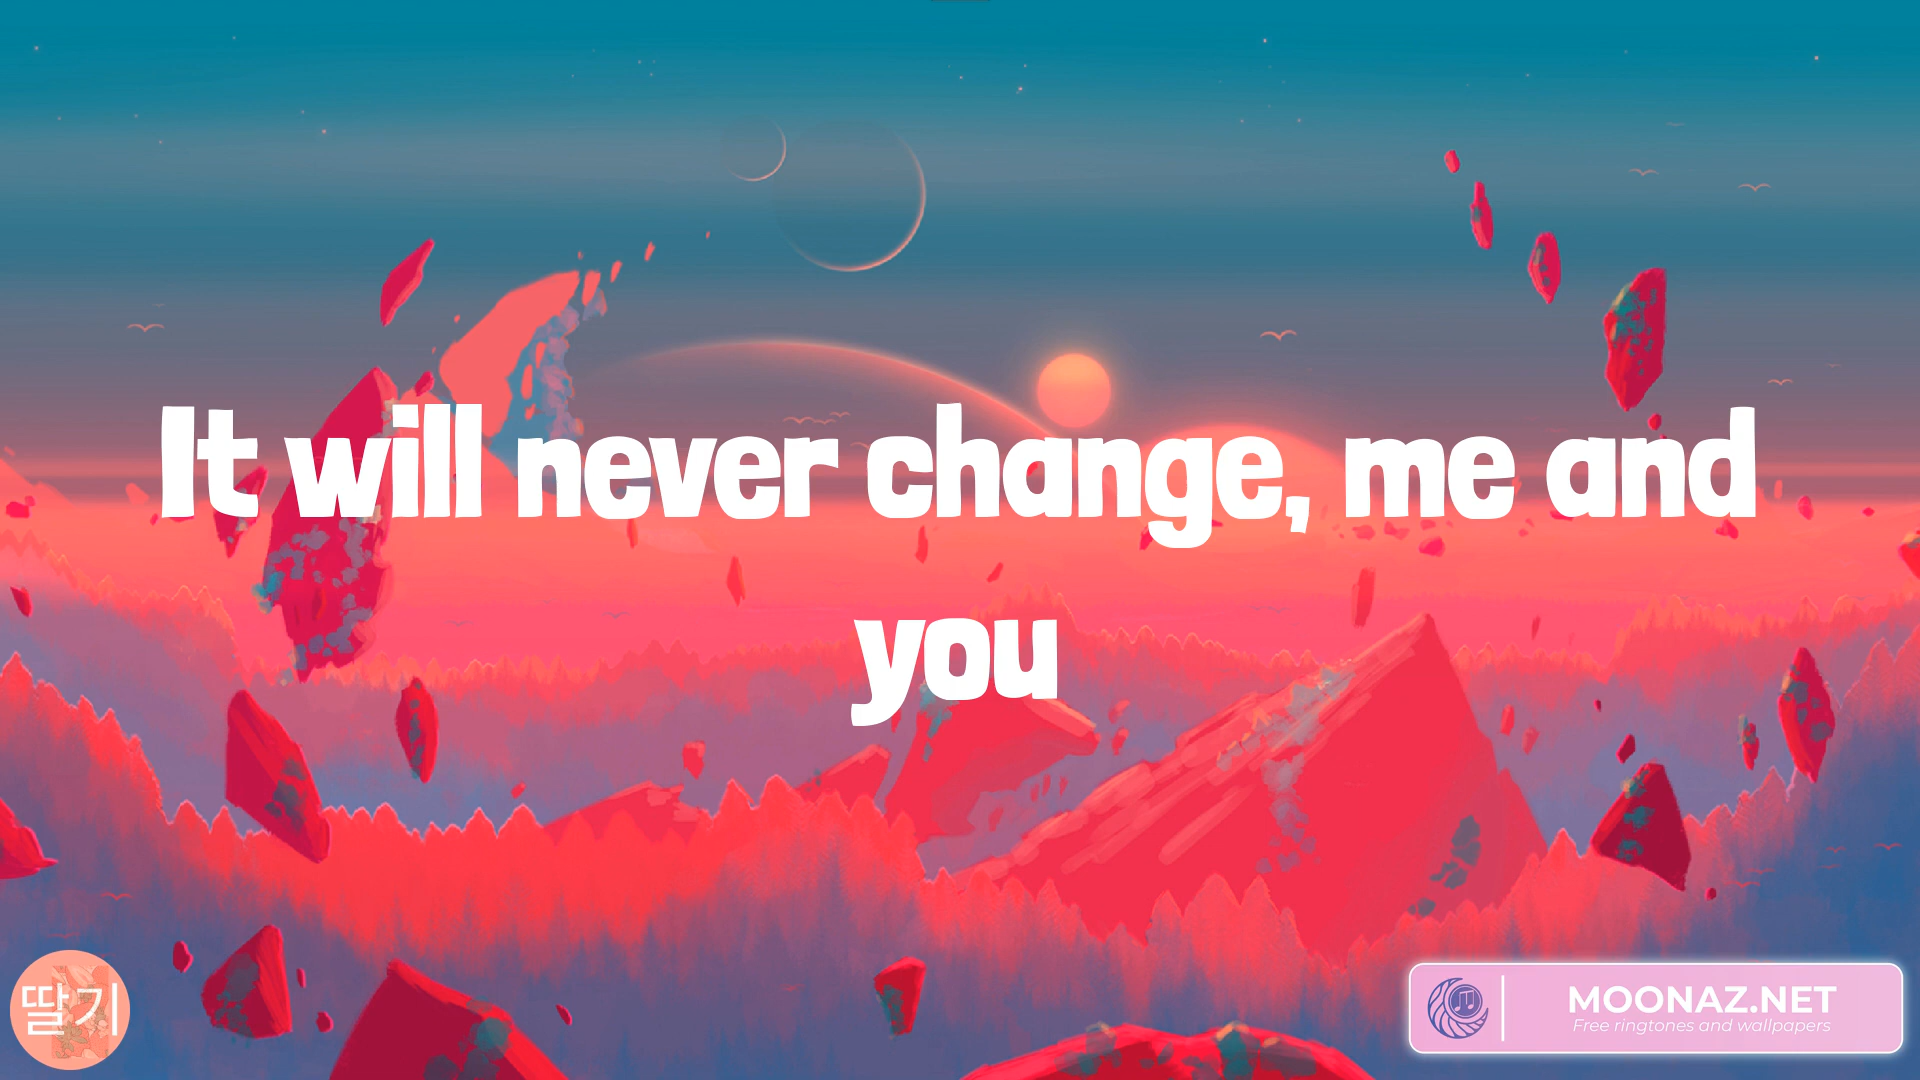 It will never change, me and
you
딸기
MOONAZ.NET
Free ringtones and wallpapers